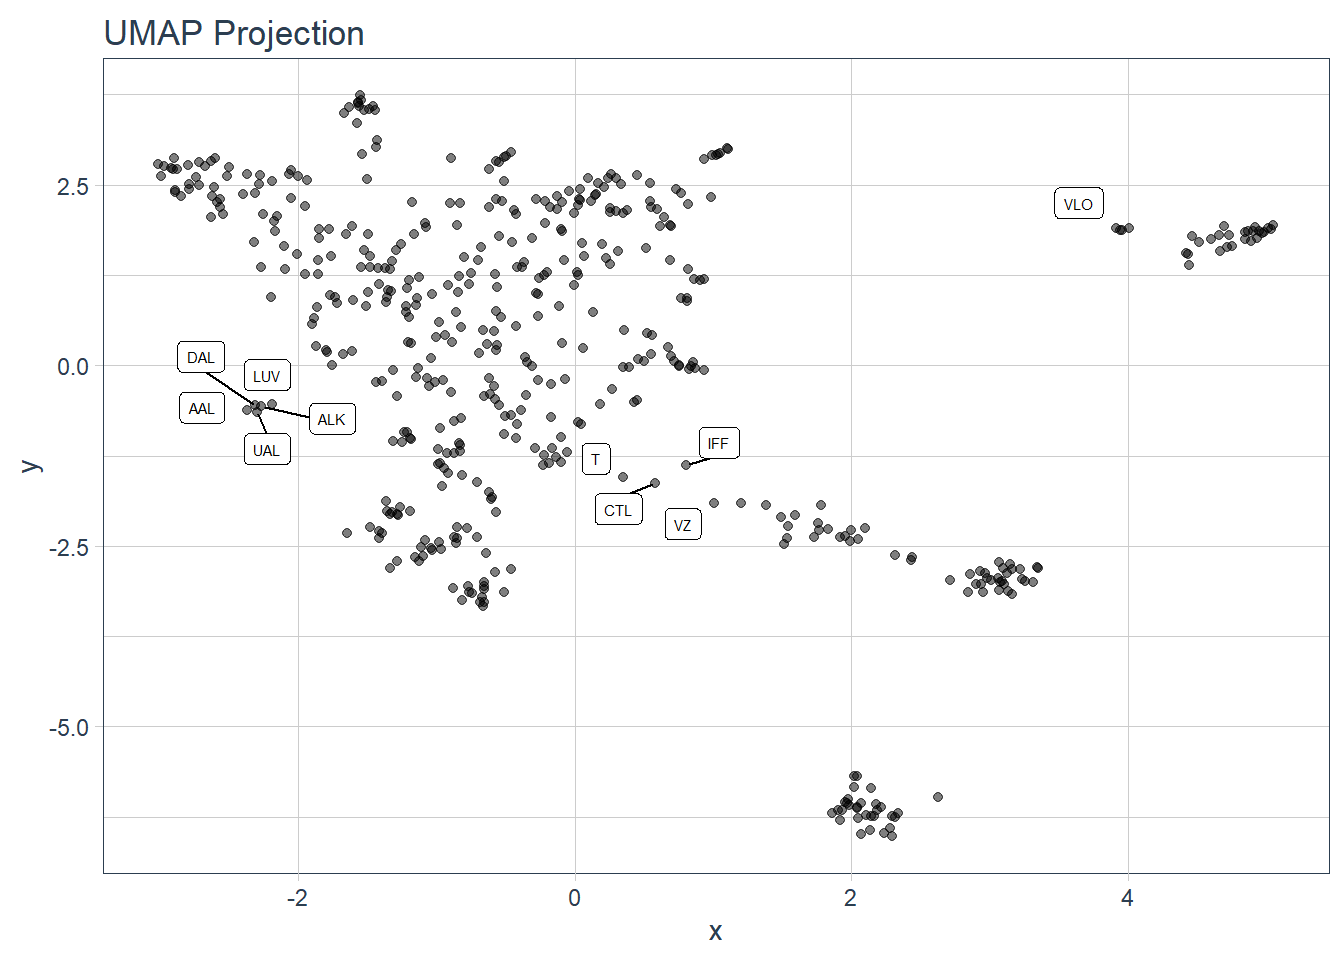 UMAP Projection
2.5
0.0
-2.5
-5.0
y
VLO
DAL
LUV
AAL
ALK
UAL
T
IFF
CTL
VZ
-2
0
2
4
x